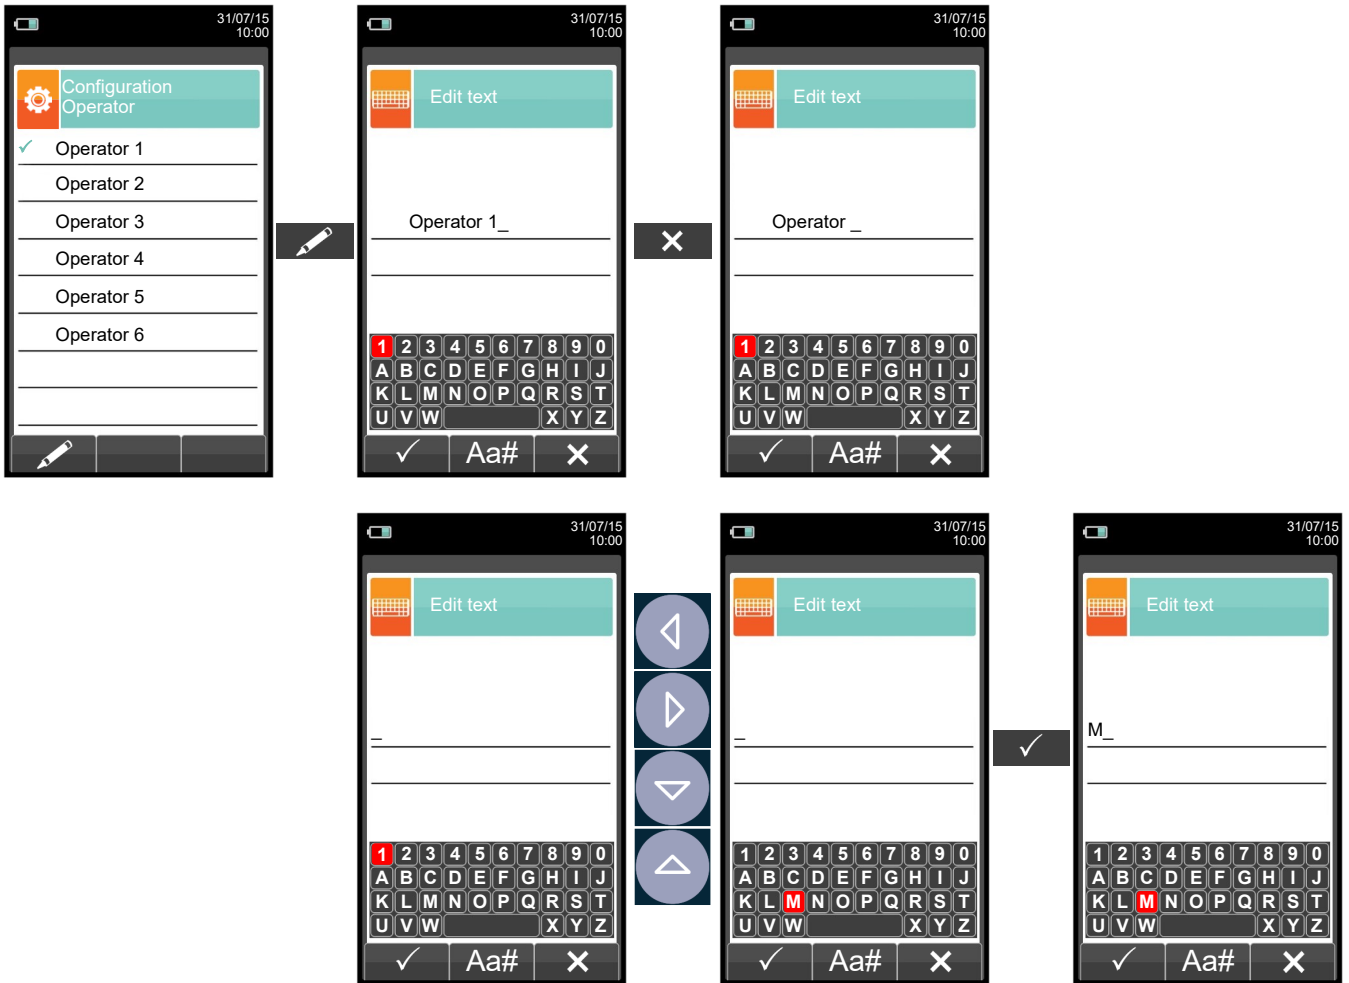 31/07/15
10:00
Configuration
Operator
✓ Operator 1
Operator 2
Operator 3
Operator 4
Operator 5
Operator 6
31/07/15
10:00
Edit text
Operator 1_
1 2 3 4 5 6 7 8 9 0
A B C D E F G H I J
K L M N O P Q R S T
U V W X Y Z
✓ Aa# ✕
✕
31/07/15
10:00
Edit text
Operator _
1 2 3 4 5 6 7 8 9 0
A B C D E F G H I J
K L M N O P Q R S T
U V W X Y Z
✓ Aa# ✕
31/07/15
10:00
Edit text
_
1 2 3 4 5 6 7 8 9 0
A B C D E F G H I J
K L M N O P Q R S T
U V W X Y Z
✓ Aa# ✕
31/07/15
10:00
Edit text
_
1 2 3 4 5 6 7 8 9 0
A B C D E F G H I J
K L M N O P Q R S T
U V W X Y Z
✓ Aa# ✕
✓
31/07/15
10:00
Edit text
M_
1 2 3 4 5 6 7 8 9 0
A B C D E F G H I J
K L M N O P Q R S T
U V W X Y Z
✓ Aa# ✕